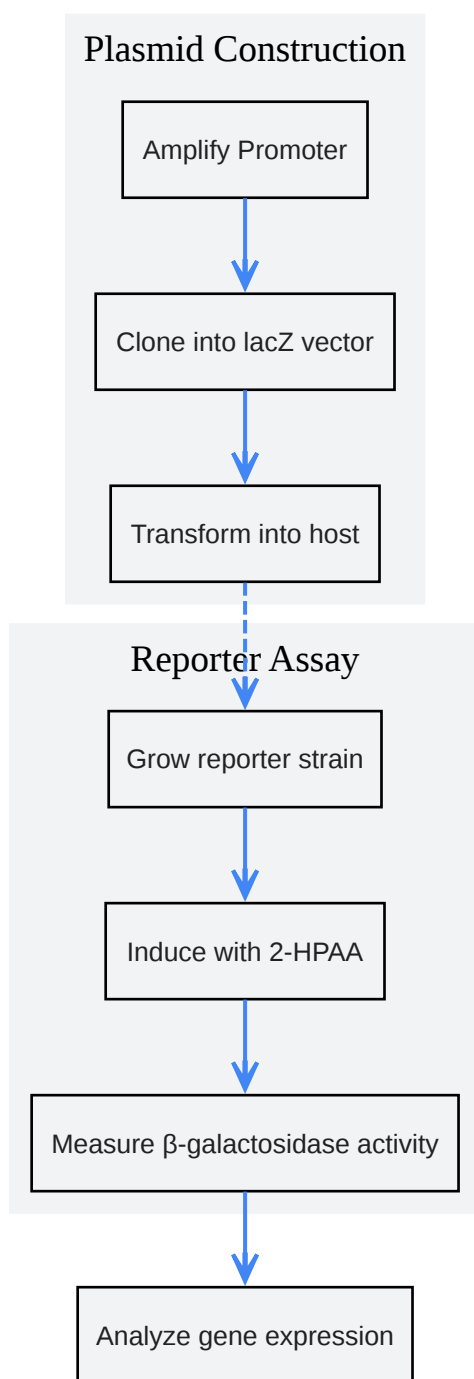 Plasmid Construction
Amplify Promoter
Clone into lacZ vector
Transform into host
Reporter Assay
Grow reporter strain
Induce with 2-HPAA
Measure β-galactosidase activity
Analyze gene expression